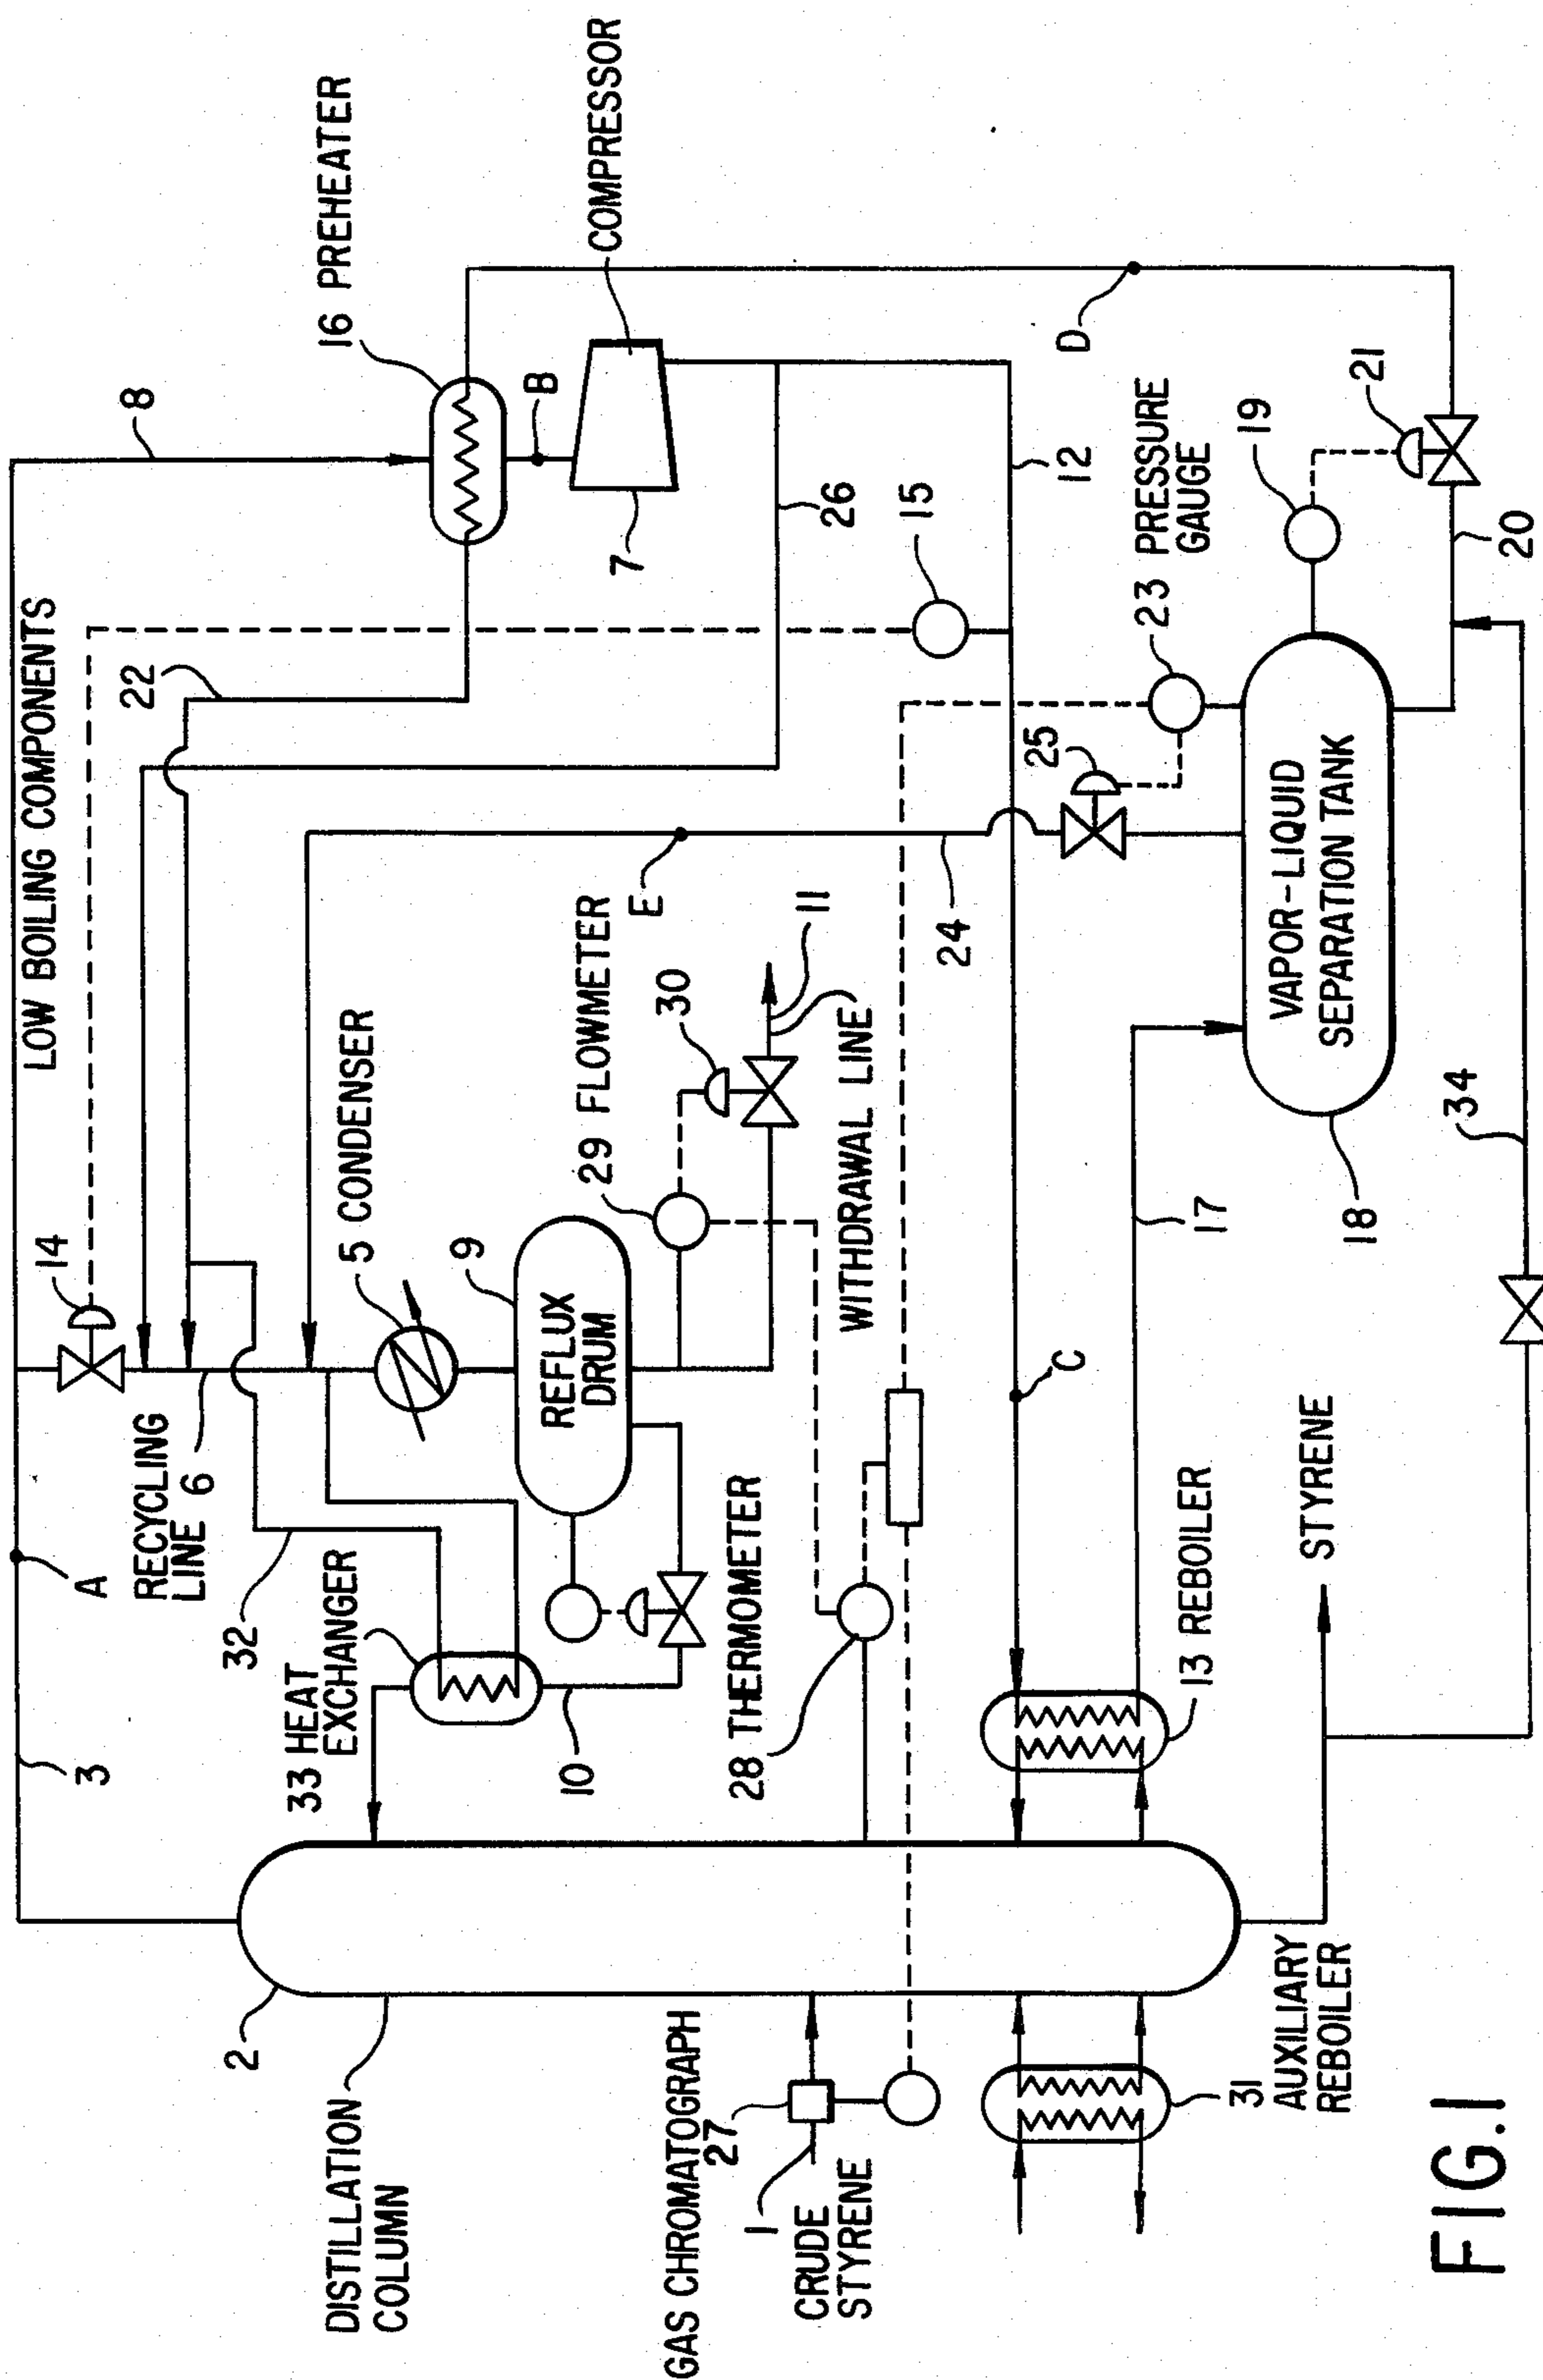 LOW BOILING COMPONENTS
3
A
14
8
RECYCLING
LINE 6
22
32
2
33 HEAT
EXCHANGER
5 CONDENSER
16 PREHEATER
DISTILLATION
COLUMN
9
REFLUX
DRUM
B
10
29 FLOWMETER
7
COMPRESSOR
E
30
28 THERMOMETER
11
WITHDRAWAL LINE
26
GAS CHROMATOGRAPH
27
1
CRUDE
STYRENE
24
15
C
25
12
D
23 PRESSURE
GAUGE
13 REBOILER
17
19
21
31
AUXILIARY
REBOILER
STYRENE
18
VAPOR-LIQUID
SEPARATION TANK
34
20
FIG.1